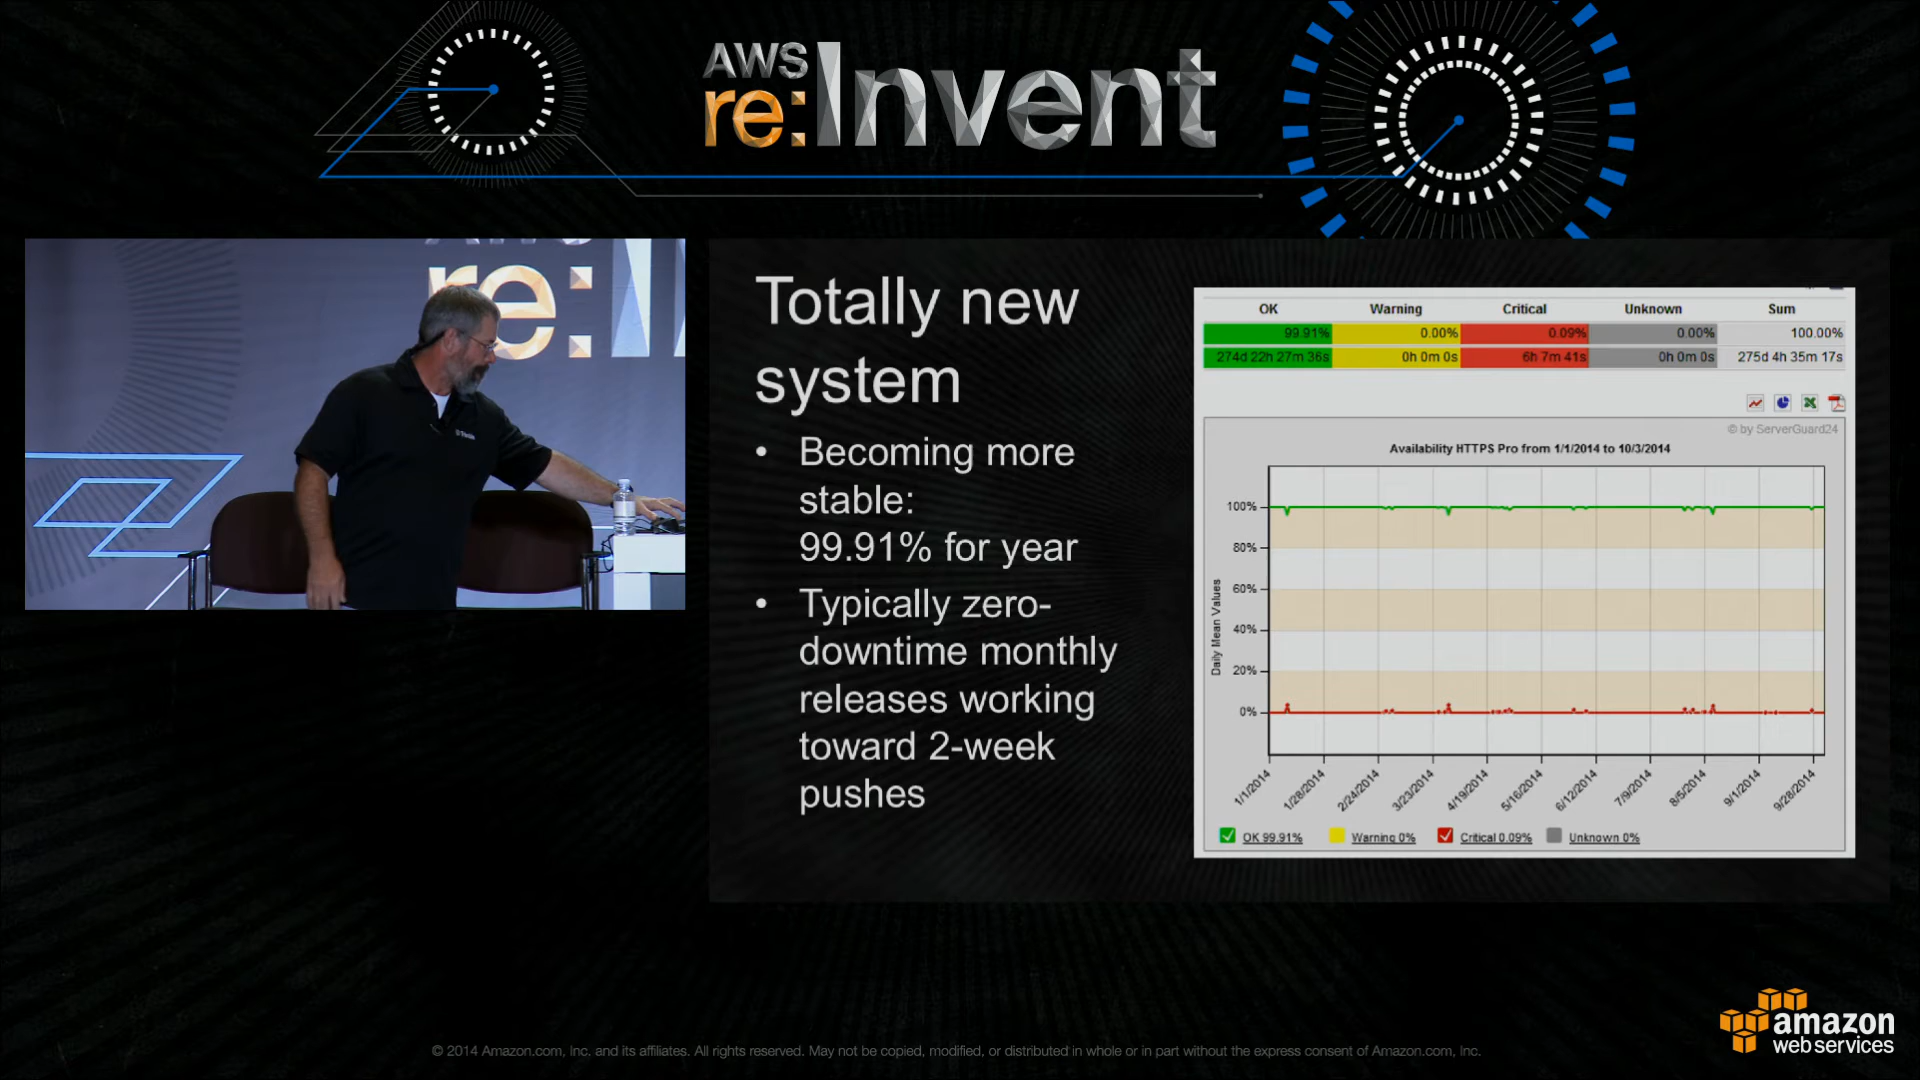 AWS
re:Invent
re:I
Totally new
system
• Becoming more
stable:
99.91% for year
• Typically zero-
downtime monthly
releases working
toward 2-week
pushes
OK Warning Critical Unknown Sum
99.91% 0.00% 0.09% 0.00% 100.00%
274d 22h 27m 36s 0h 0m 0s 6h 7m 41s 0h 0m 0s 275d 4h 35m 17s
© by ServerGuard24
Availability HTTPS Pro from 1/1/2014 to 10/3/2014
Daily Mean Values
100%
80%
60%
40%
20%
0%
1/1/2014 1/28/2014 2/24/2014 3/23/2014 4/19/2014 5/16/2014 6/12/2014 7/9/2014 8/5/2014 9/1/2014 9/28/2014
OK 99.91% Warning 0% Critical 0.09% Unknown 0%
amazon
web services
© 2014 Amazon.com, Inc. and its affiliates. All rights reserved. May not be copied, modified, or distributed in whole or in part without the express consent of Amazon.com, Inc.